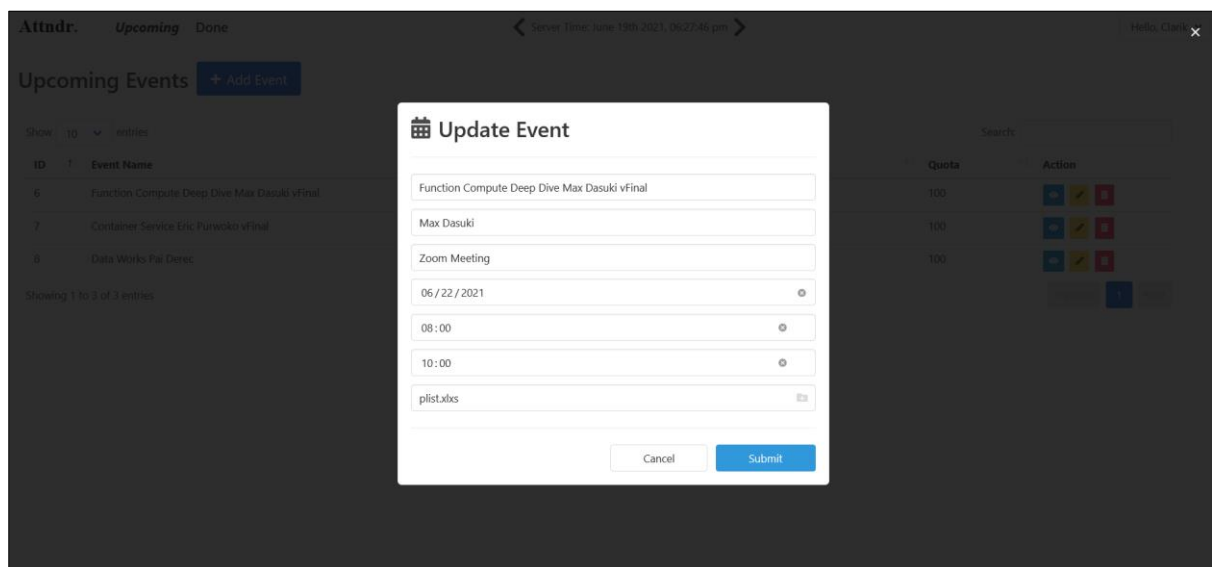 Attndr. Upcoming Done Server Time: June 19th 2021, 06:27:46 pm Hello, Clarik
Upcoming Events + Add Event
Show 10 entries Search:
ID Event Name Quota Action
6 Function Compute Deep Dive Max Dasuki vFinal 100
7 Container Service Eric Purwoko vFinal 100
8 Data Works Pai Derec 100
Showing 1 to 3 of 3 entries Previous 1 Next
Update Event
Function Compute Deep Dive Max Dasuki vFinal
Max Dasuki
Zoom Meeting
06/22/2021
08:00
10:00
plist.xlxs
Cancel Submit